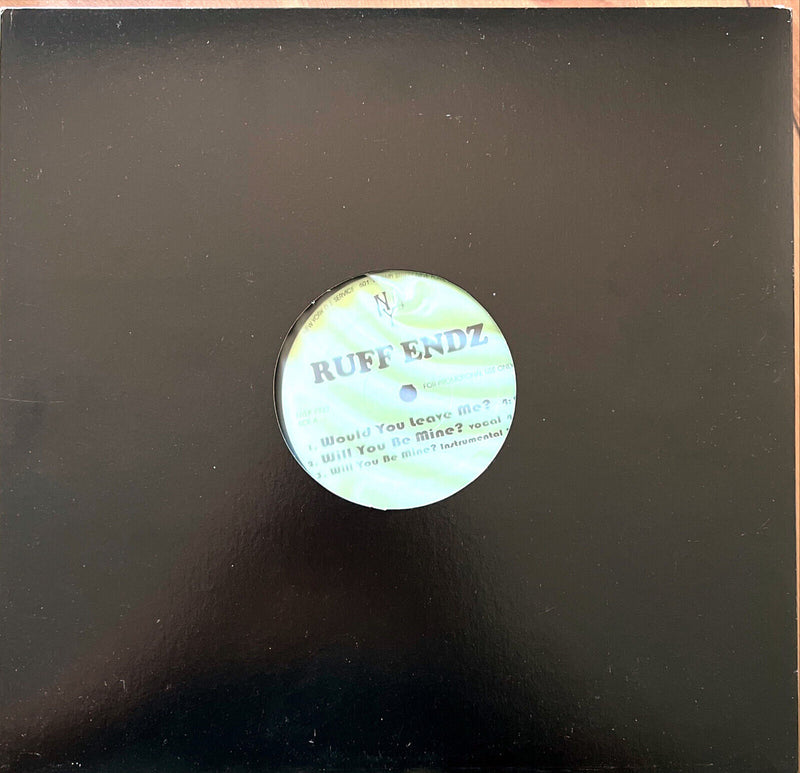 SERVICE
N
RUFF ENDZ
FOR PROMOTIONAL USE ONLY
1. Would You Leave Me?
2. Will You Be Mine? vocal
3. Will You Be Mine? Instrumental